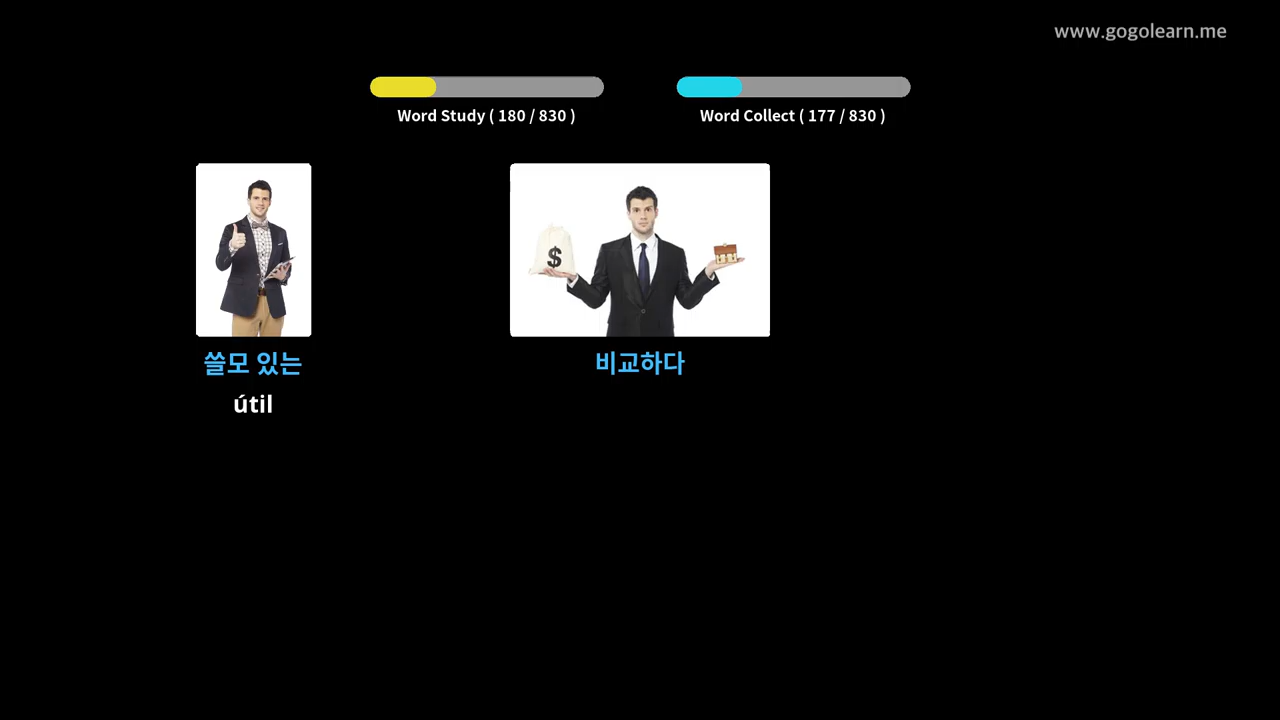 www.gogolearn.me
Word Study ( 180 / 830 )
Word Collect ( 177 / 830 )
$
쓸모 있는
útil
비교하다